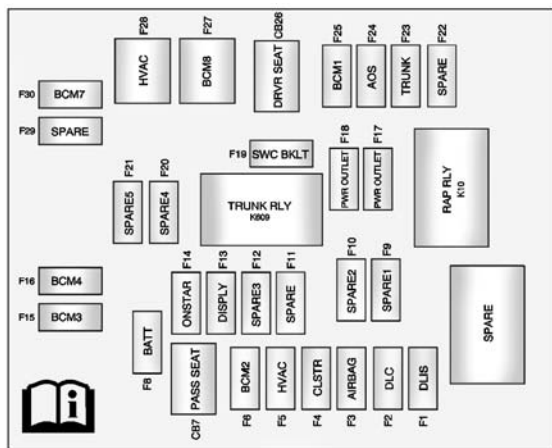 F28
HVAC
F27
BCM8
CB26
DRVR SEAT
F25
BCM1
F24
AOS
F23
TRUNK
F22
SPARE
F30
BCM7
F29
SPARE
F19
SWC BKLT
F18
PWR OUTLET
F17
PWR OUTLET
RAP RLY
K10
F21
SPARE5
F20
SPARE4
TRUNK RLY
K609
F16
BCM4
F15
BCM3
F14
ONSTAR
F13
DISPLY
F12
SPARE3
F11
SPARE
F10
SPARE2
F9
SPARE1
SPARE
BATT
F8
PASS SEAT
CB7
BCM2
F6
HVAC
F5
CLSTR
F4
AIRBAG
F3
DLC
F2
DLIS
F1